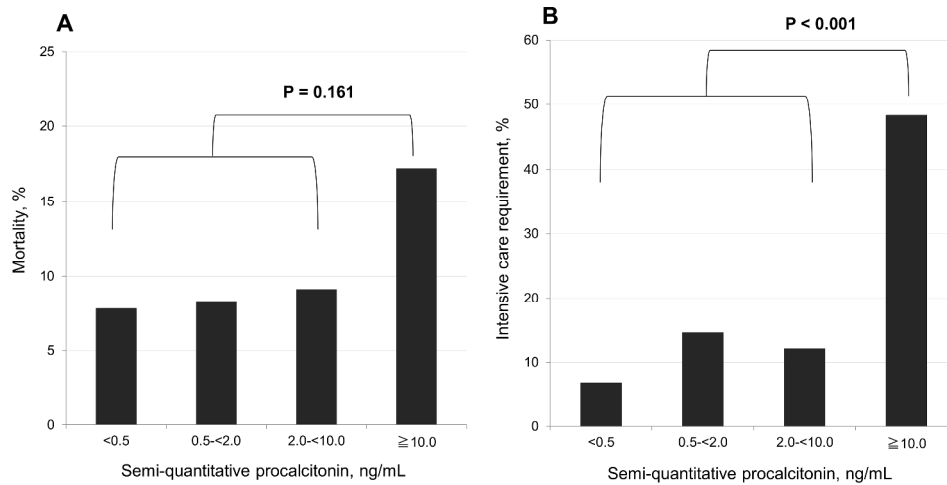 A
P = 0.161
Mortality, %
25
20
15
10
5
0
<0.5
0.5-<2.0
2.0-<10.0
≧10.0
Semi-quantitative procalcitonin, ng/mL
B
P < 0.001
Intensive care requirement, %
60
50
40
30
20
10
0
<0.5
0.5-<2.0
2.0-<10.0
≧10.0
Semi-quantitative procalcitonin, ng/mL